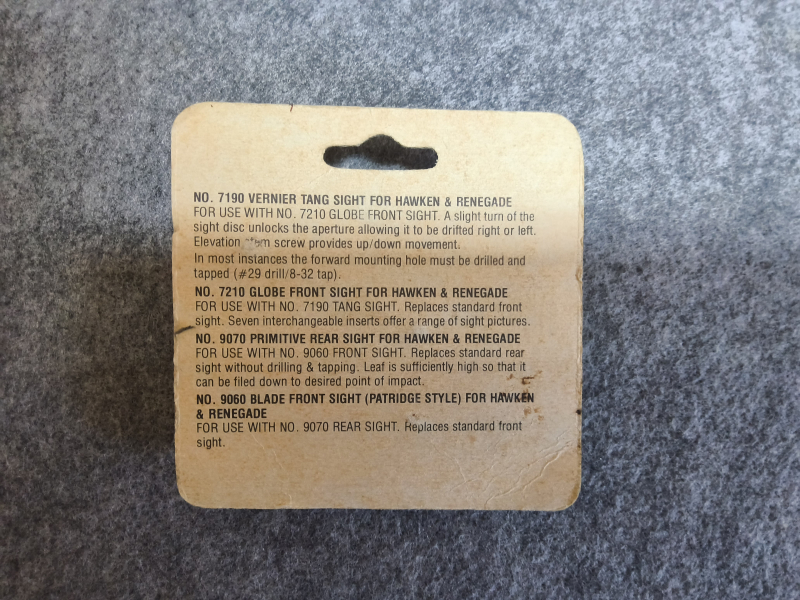 NO. 7190 VERNIER TANG SIGHT FOR HAWKEN & RENEGADE
FOR USE WITH NO. 7210 GLOBE FRONT SIGHT. A slight turn of the
sight disc unlocks the aperture allowing it to be drifted right or left.
Elevation screw provides up/down movement.
In most instances the forward mounting hole must be drilled and
tapped (#29 drill/8-32 tap).
NO. 7210 GLOBE FRONT SIGHT FOR HAWKEN & RENEGADE
FOR USE WITH NO. 7190 TANG SIGHT. Replaces standard front
sight. Seven interchangeable inserts offer a range of sight pictures.
NO. 9070 PRIMITIVE REAR SIGHT FOR HAWKEN & RENEGADE
FOR USE WITH NO. 9060 FRONT SIGHT. Replaces standard rear
sight without drilling & tapping. Leaf is sufficiently high so that it
can be filed down to desired point of impact.
NO. 9060 BLADE FRONT SIGHT (PATRIDGE STYLE) FOR HAWKEN
& RENEGADE
FOR USE WITH NO. 9070 REAR SIGHT. Replaces standard front
sight.